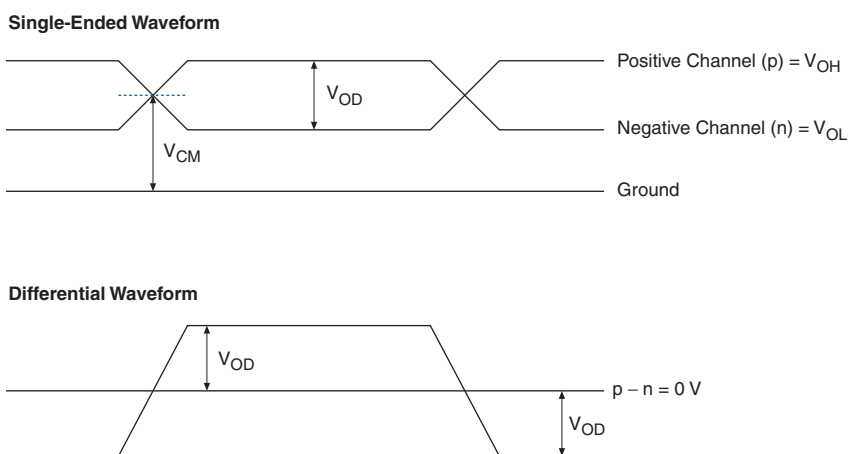 Single-Ended Waveform
Positive Channel (p) = VOH
VOD
Negative Channel (n) = VOL
VCM
Ground
Differential Waveform
VOD
p – n = 0 V
VOD